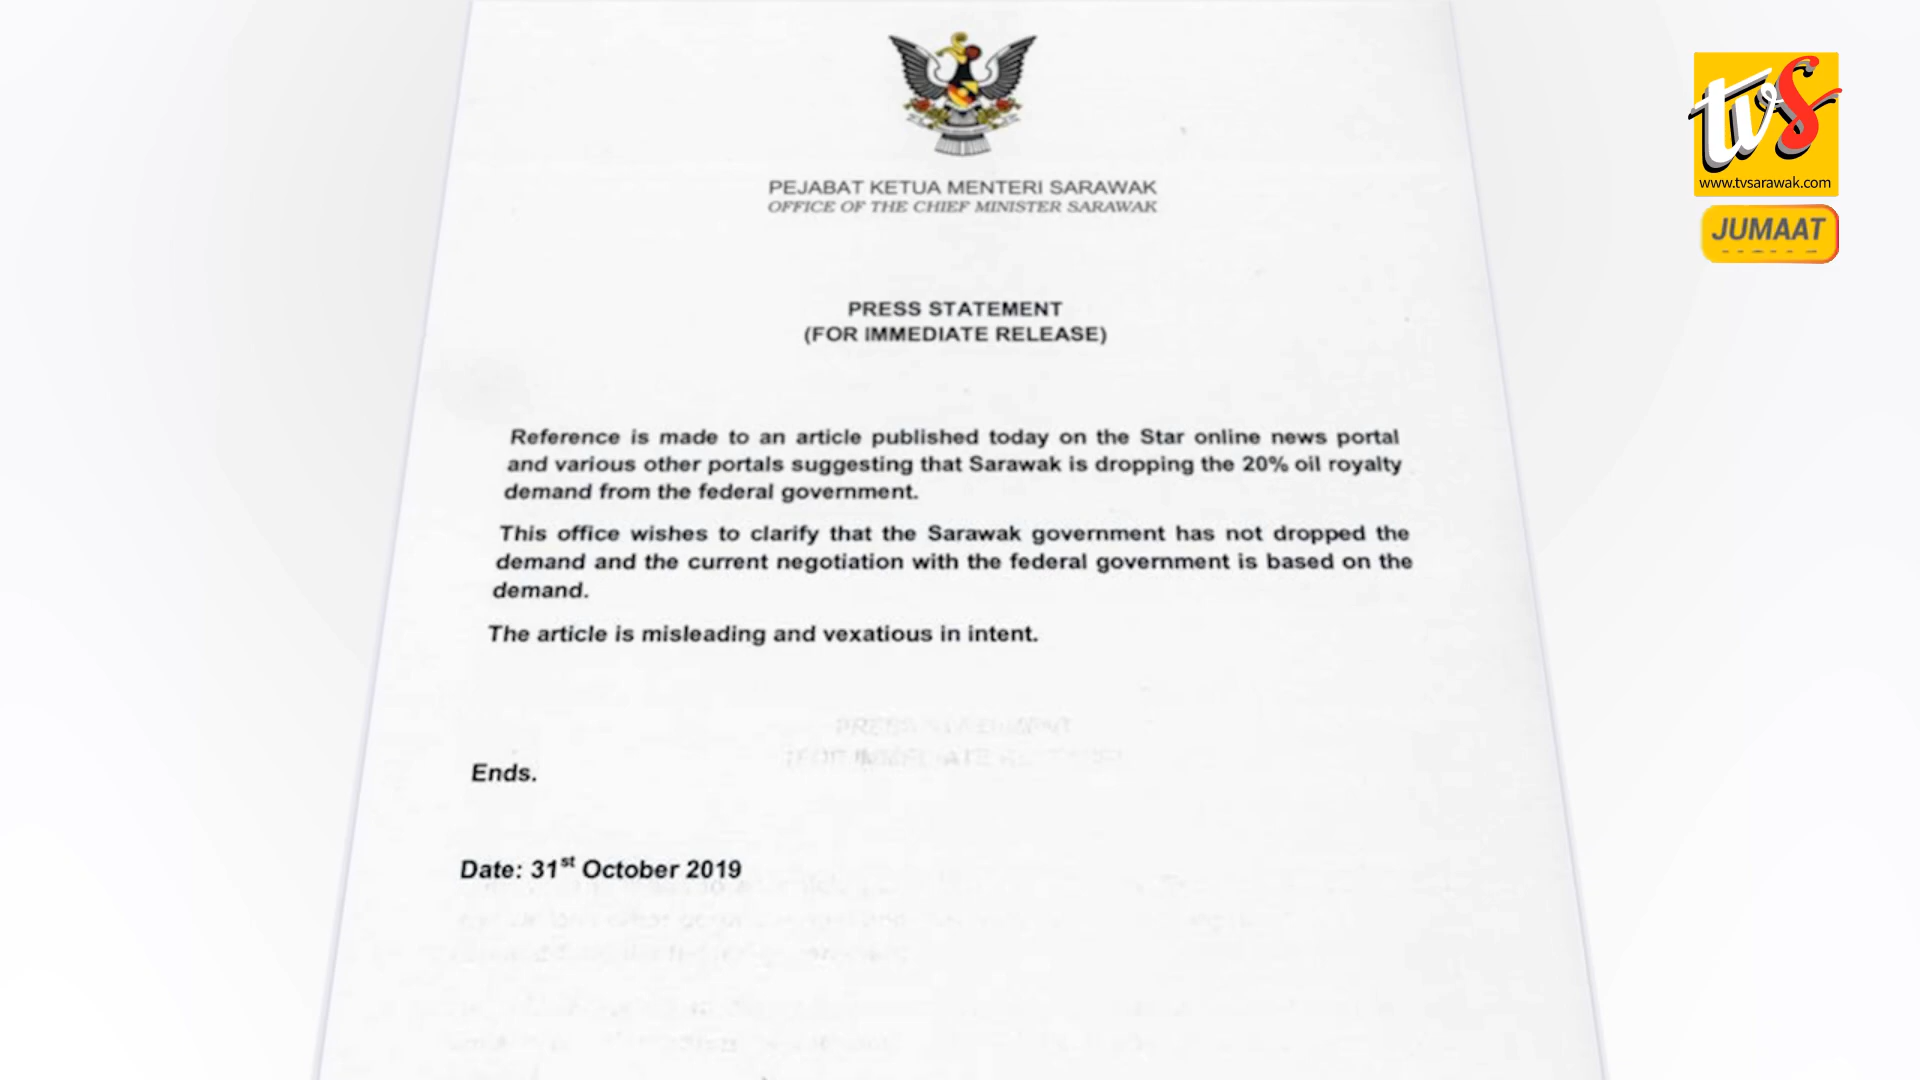 PEJABAT KETUA MENTERI SARAWAK
OFFICE OF THE CHIEF MINISTER SARAWAK
PRESS STATEMENT
(FOR IMMEDIATE RELEASE)
Reference is made to an article published today on the Star online news portal
and various other portals suggesting that Sarawak is dropping the 20% oil royalty
demand from the federal government.
This office wishes to clarify that the Sarawak government has not dropped the
demand and the current negotiation with the federal government is based on the
demand.
The article is misleading and vexatious in intent.
Ends.
Date: 31st October 2019
tvS
www.tvsarawak.com
JUMAAT